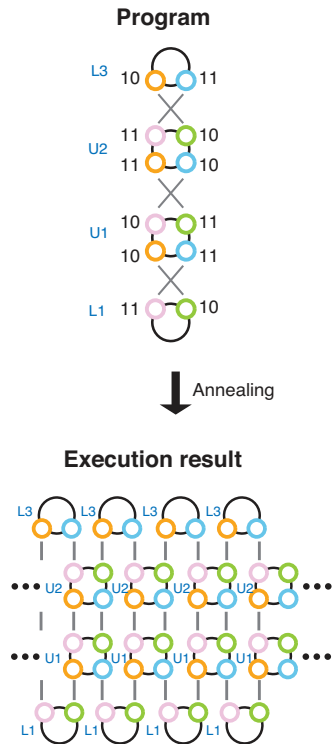 Program
L3 10 11
11 10
U2
11 10
10 11
U1
10 11
L1 11 10
Annealing
Execution result
L3 L3 L3 L3
••• U2 U2 U2 U2 •••
••• U1 U1 U1 U1 •••
L1 L1 L1 L1